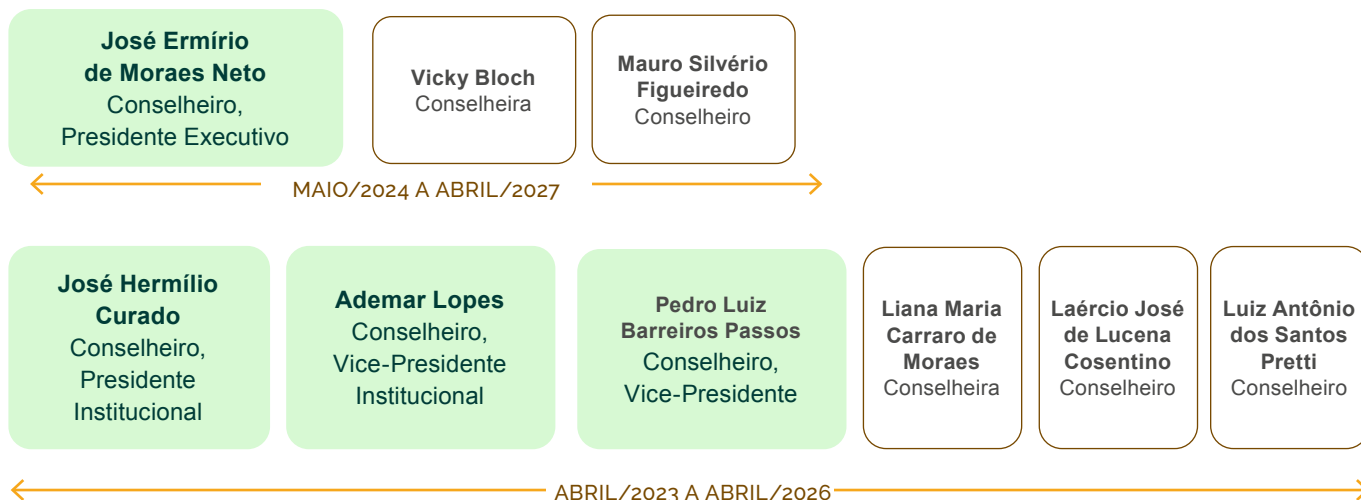 José Ermírio
de Moraes Neto
Conselheiro,
Presidente Executivo
Vicky Bloch
Conselheira
Mauro Silvério
Figueiredo
Conselheiro
MAIO/2024 A ABRIL/2027
José Hermílio
Curado
Conselheiro,
Presidente
Institucional
Ademar Lopes
Conselheiro,
Vice-Presidente
Institucional
Pedro Luiz
Barreiros Passos
Conselheiro,
Vice-Presidente
Liana Maria
Carraro de
Moraes
Conselheira
Laércio José
de Lucena
Cosentino
Conselheiro
Luiz Antônio
dos Santos
Pretti
Conselheiro
ABRIL/2023 A ABRIL/2026